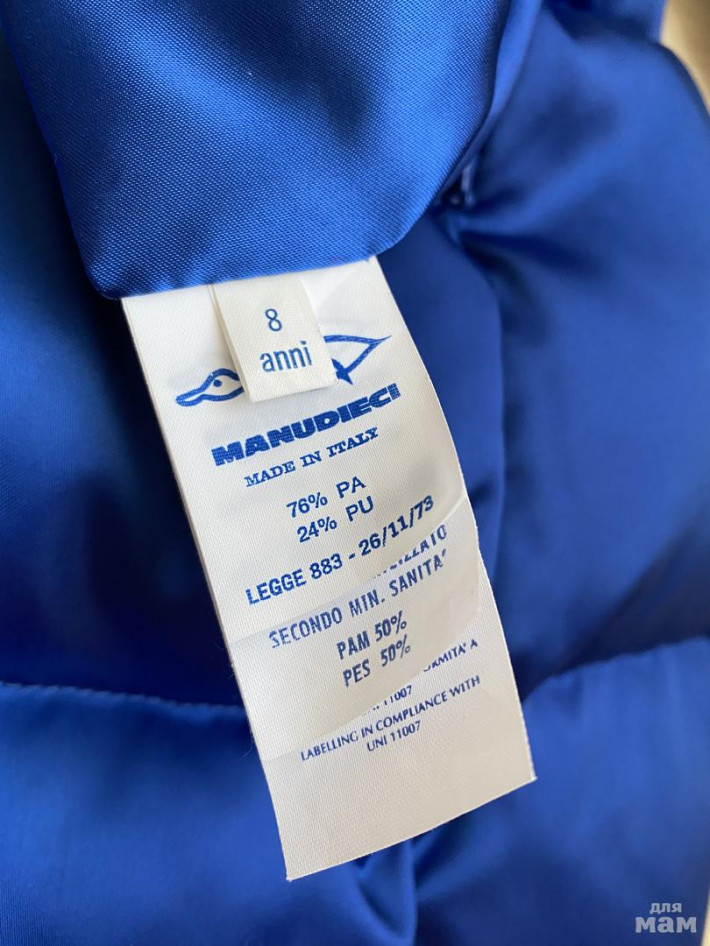 8
anni
MANUDIECI
MADE IN ITALY
76% PA
24% PU
LEGGE 883 - 26/11/73
SECONDO MIN. SANITA'
PAM 50%
PES 50%
A
11007
LABELLING IN COMPLIANCE WITH
UNI 11007
для
мам